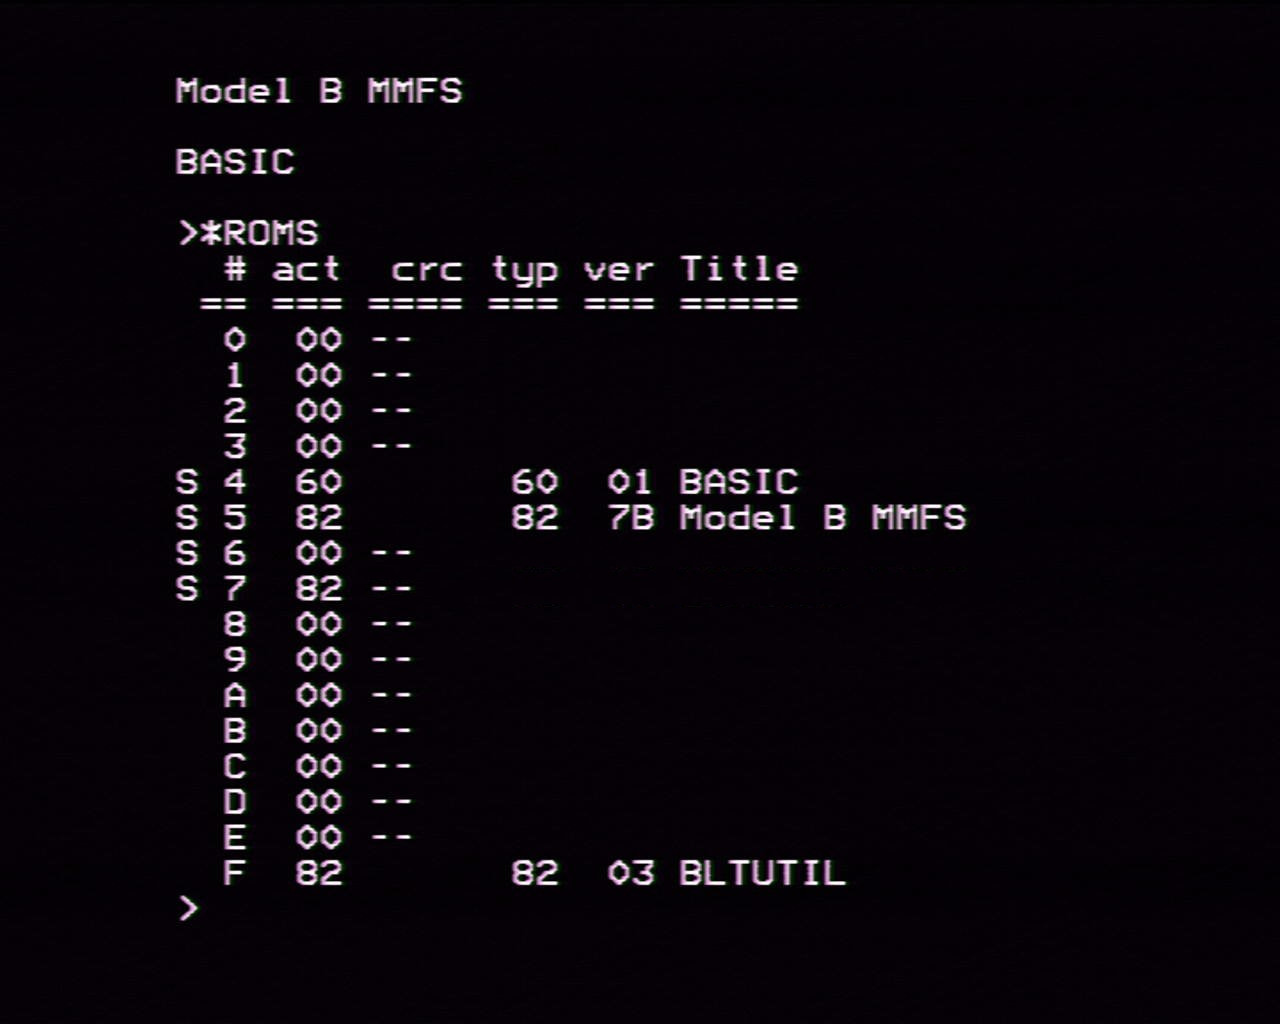 Model B MMFS
BASIC
>*ROMS
  # act  crc typ ver Title
 == === ==== === === =====
  0  00 --
  1  00 --
  2  00 --
  3  00 --
S 4  60       60  01 BASIC
S 5  82       82  7B Model B MMFS
S 6  00 --
S 7  82 --
  8  00 --
  9  00 --
  A  00 --
  B  00 --
  C  00 --
  D  00 --
  E  00 --
  F  82       82  03 BLTUTIL
>